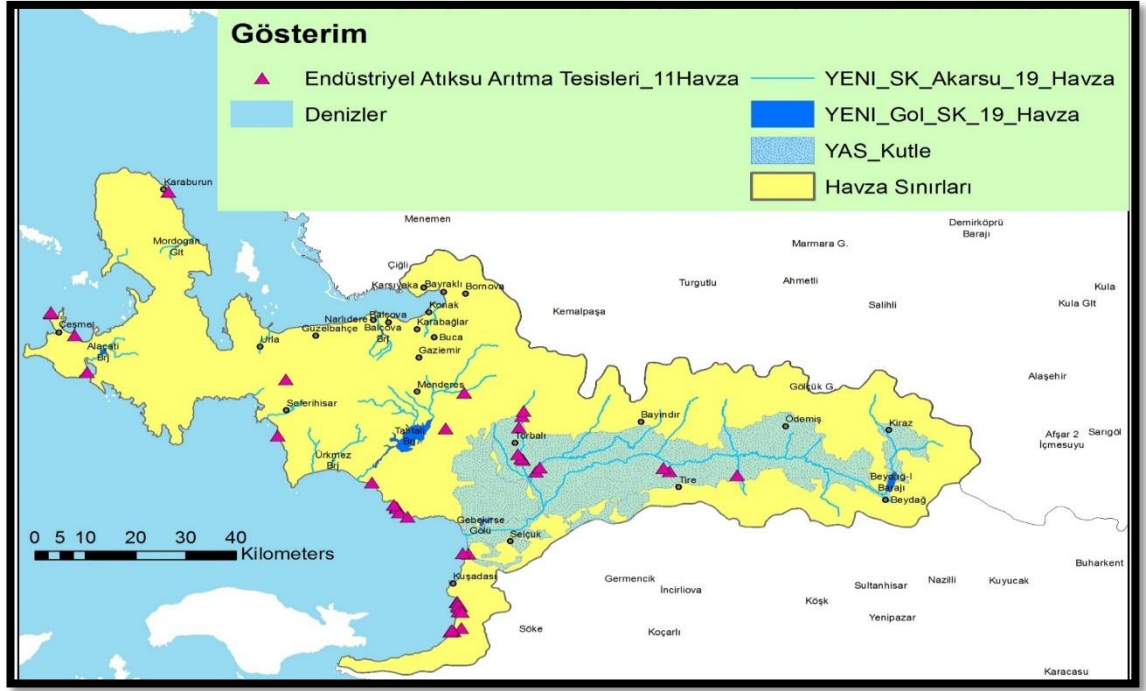 Gösterim
Endüstriyel Atıksu Arıtma Tesisleri_11Havza
Denizler
YENI_SK_Akarsu_19_Havza
YENI_Gol_SK_19_Havza
YAS_Kutle
Havza Sınırları
Karaburun
Mordogan
Glt
Menemen
Çiğli
Karşıyaka
Bayraklı
Bornova
Konak
Balçova
Narlıdere
Balcova
Brj
Karabağlar
Güzelbahçe
Buca
Gaziemir
Urla
Çeşme
Alaçatı
Brj
Seferihisar
Menderes
Tahtalı
Brj
Ürkmez
Brj
Kemalpaşa
Turgutlu
Marmara G.
Ahmetli
Salihli
Demirköprü
Barajı
Kula
Kula Glt
Alaşehir
Gölcük G.
Bayındır
Ödemiş
Kiraz
Afşar 2
İçmesuyu
Sarıgöl
Torbalı
Tire
Beydağ-I
Barajı
Beydağ
Gebekirse
Gölü
Selçuk
Kuşadası
0 5 10 20 30 40
Kilometers
Germencik
İncirliova
Köşk
Sultanhisar
Nazilli
Kuyucak
Buharkent
Yenipazar
Söke
Koçarlı
Karacasu